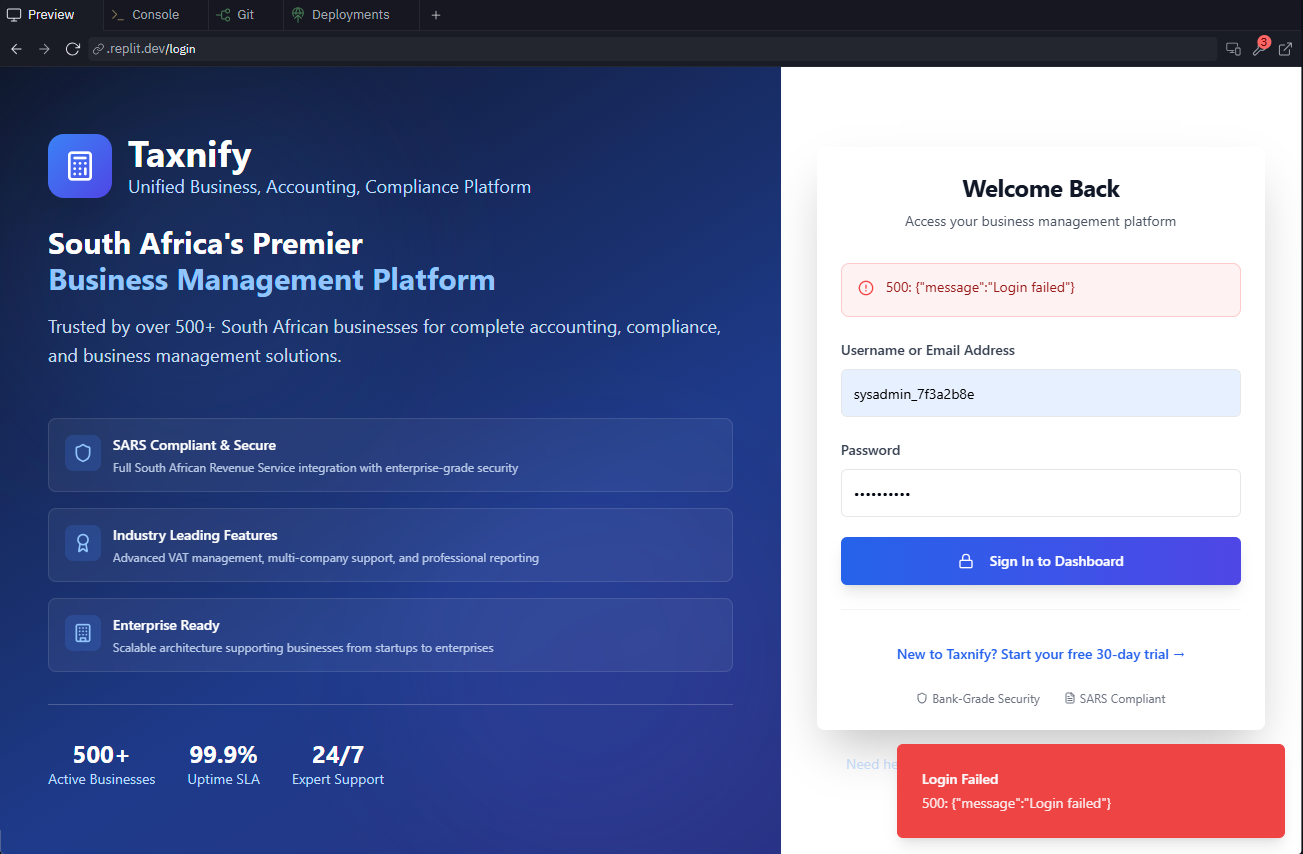 Preview
Console
Git
Deployments
.replit.dev/login
3
Taxnify
Unified Business, Accounting, Compliance Platform
South Africa's Premier
Business Management Platform
Trusted by over 500+ South African businesses for complete accounting, compliance,
and business management solutions.
SARS Compliant & Secure
Full South African Revenue Service integration with enterprise-grade security
Industry Leading Features
Advanced VAT management, multi-company support, and professional reporting
Enterprise Ready
Scalable architecture supporting businesses from startups to enterprises
500+
Active Businesses
99.9%
Uptime SLA
24/7
Expert Support
Welcome Back
Access your business management platform
500: {"message":"Login failed"}
Username or Email Address
sysadmin_7f3a2b8e
Password
••••••••••
Sign In to Dashboard
New to Taxnify? Start your free 30-day trial →
Bank-Grade Security
SARS Compliant
Need he
Login Failed
500: {"message":"Login failed"}